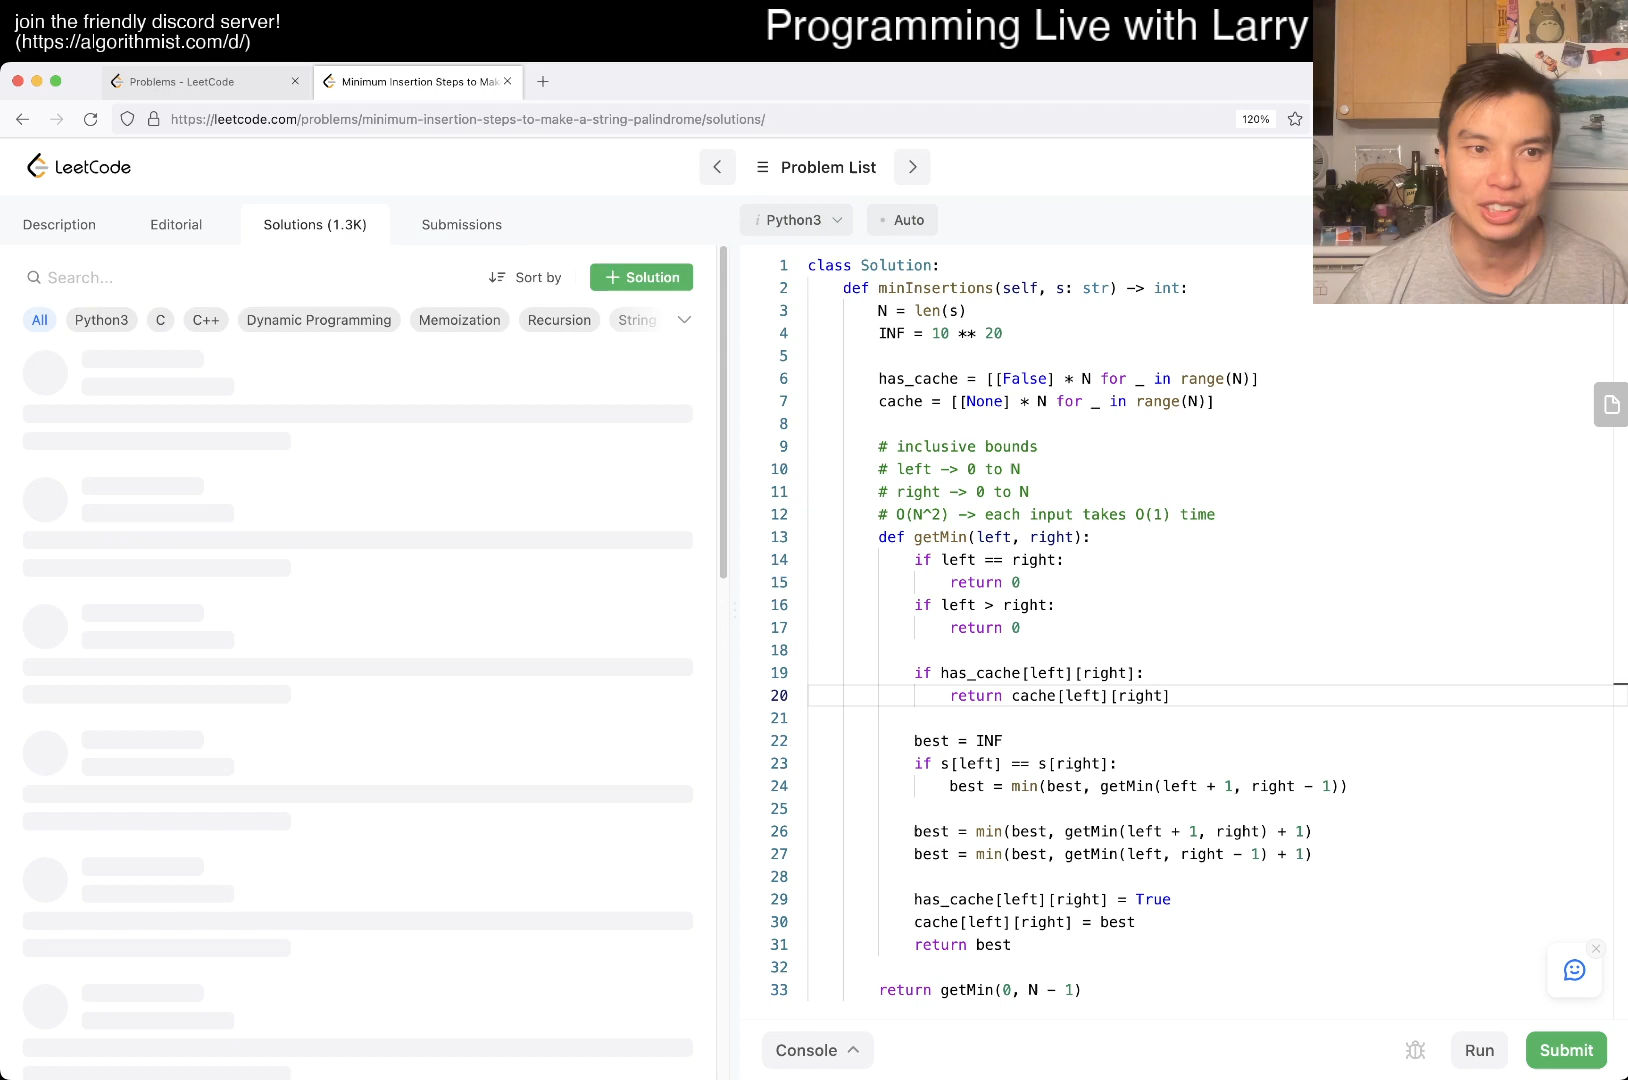 join the friendly discord server!
(https://algorithmist.com/d/)
Programming Live with Larry
Problems - LeetCode
Minimum Insertion Steps to Mak
https://leetcode.com/problems/minimum-insertion-steps-to-make-a-string-palindrome/solutions/
120%
LeetCode
Problem List
Description
Editorial
Solutions (1.3K)
Submissions
i Python3
Auto
Search...
Sort by
+ Solution
All
Python3
C
C++
Dynamic Programming
Memoization
Recursion
String
1 class Solution:
2 def minInsertions(self, s: str) -> int:
3 N = len(s)
4 INF = 10 ** 20
5
6 has_cache = [[False] * N for _ in range(N)]
7 cache = [[None] * N for _ in range(N)]
8
9 # inclusive bounds
10 # left -> 0 to N
11 # right -> 0 to N
12 # O(N^2) -> each input takes O(1) time
13 def getMin(left, right):
14 if left == right:
15 return 0
16 if left > right:
17 return 0
18
19 if has_cache[left][right]:
20 return cache[left][right]
21
22 best = INF
23 if s[left] == s[right]:
24 best = min(best, getMin(left + 1, right - 1))
25
26 best = min(best, getMin(left + 1, right) + 1)
27 best = min(best, getMin(left, right - 1) + 1)
28
29 has_cache[left][right] = True
30 cache[left][right] = best
31 return best
32
33 return getMin(0, N - 1)
Console
Run
Submit